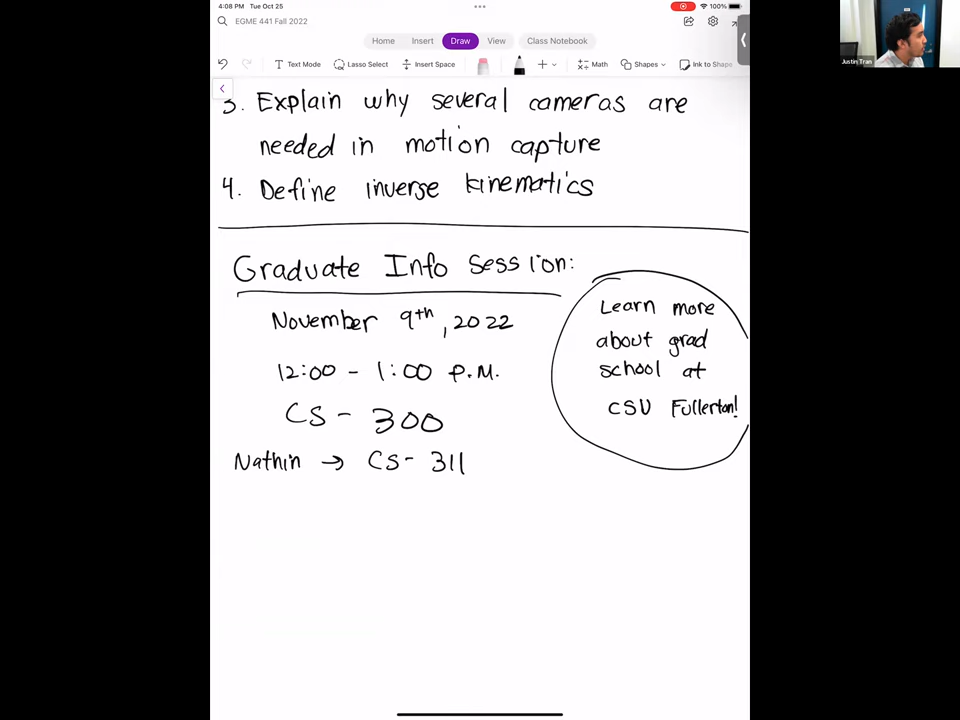 4:08 PM Tue Oct 25
100%
EGME 441 Fall 2022
Home Insert Draw View Class Notebook
Text Mode Lasso Select Insert Space Math Shapes Ink to Shape
3. Explain why several cameras are
needed in motion capture
4. Define inverse kinematics
Graduate Info Session:
November 9th, 2022
12:00 - 1:00 P.M.
CS - 300
Nathin → CS - 311
Learn more
about grad
school at
CSU Fullerton!
Justin Tran